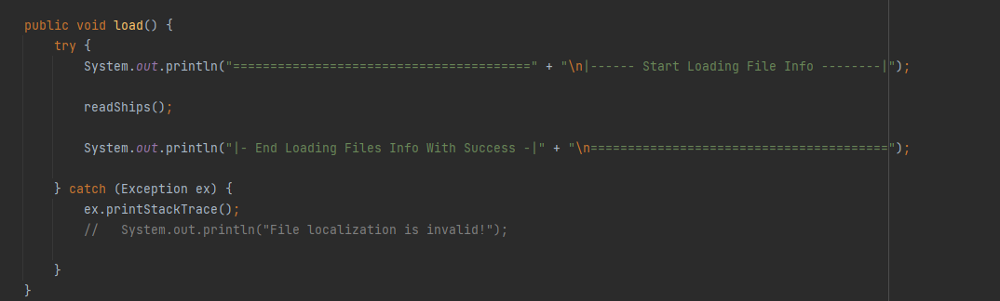 public void load() {
try {
System.out.println("========================================" + "\n|------ Start Loading File Info --------|");
readShips();
System.out.println("|- End Loading Files Info With Success -|" + "\n========================================");
} catch (Exception ex) {
ex.printStackTrace();
//   System.out.println("File localization is invalid!");
}
}